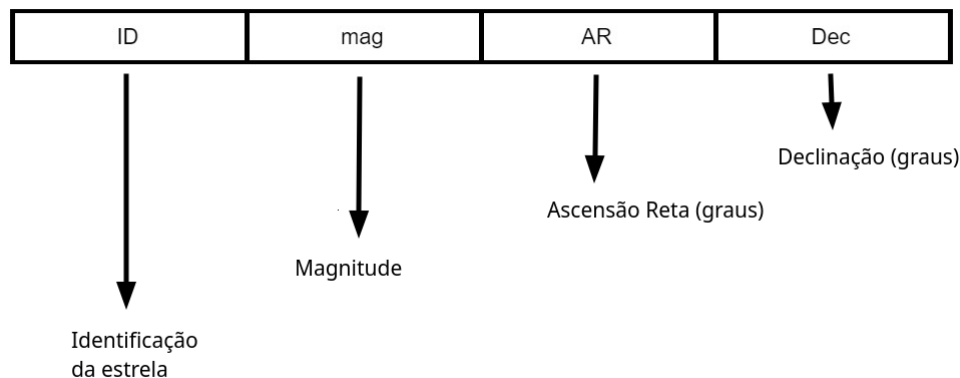 ID
mag
AR
Dec
Declinação (graus)
Ascensão Reta (graus)
Magnitude
Identificação
da estrela